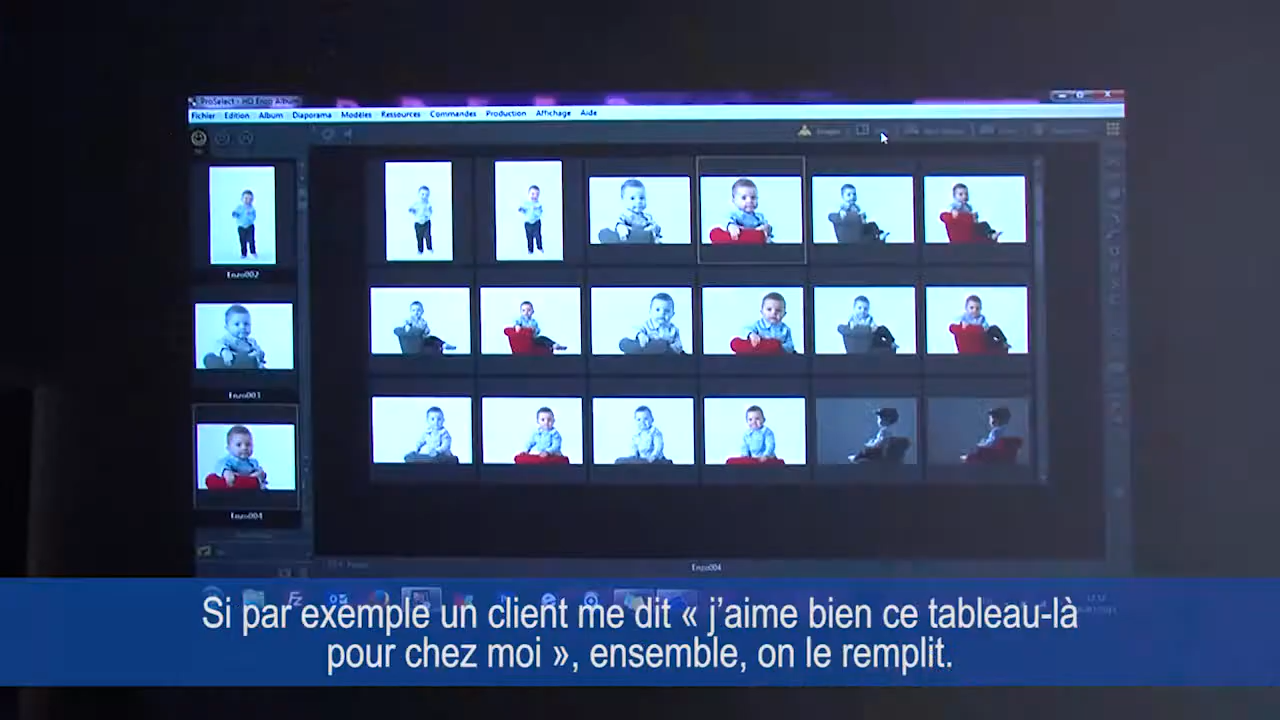 ProSelect - HD Enzo Album
Fichier Edition Album Diaporama Modèles Ressources Commandes Production Affichage Aide
Images
Enzo002
Enzo003
Enzo004
Enzo004
Si par exemple un client me dit « j’aime bien ce tableau-là
pour chez moi », ensemble, on le remplit.